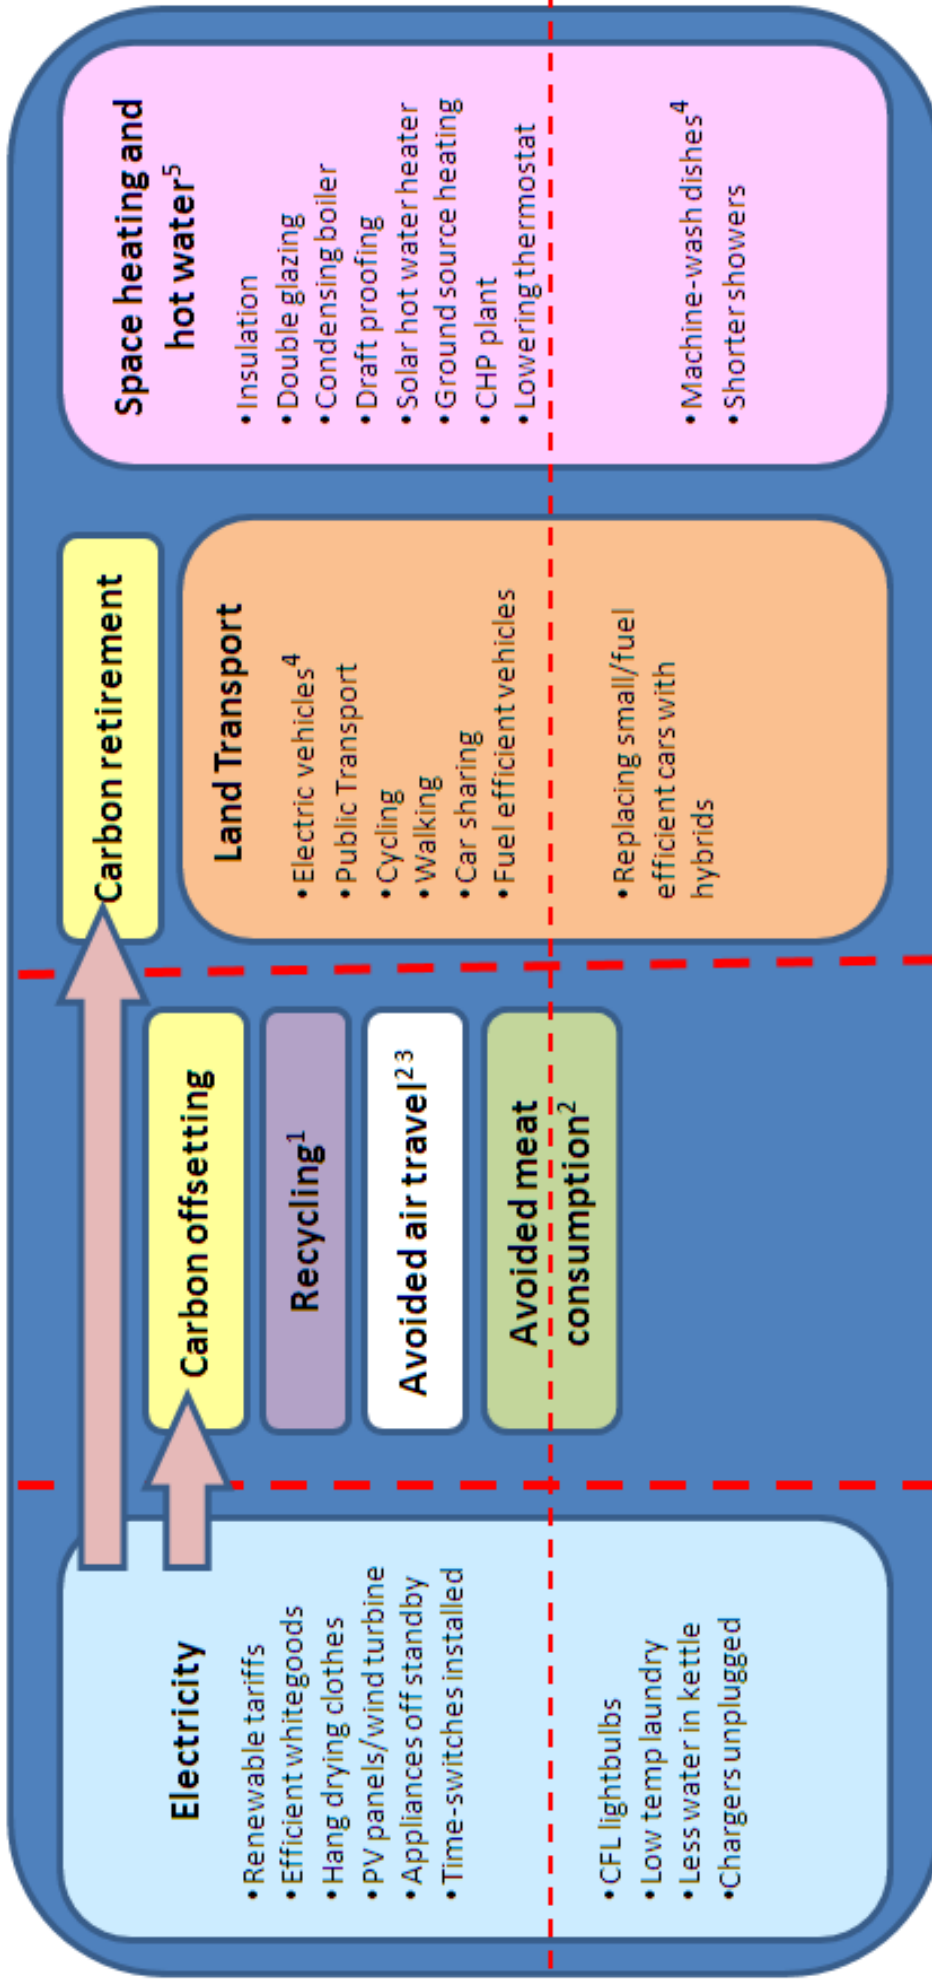 Electricity
•Renewable tariffs
•Efficient whitegoods
•Hang drying clothes
•PV panels/wind turbine
•Appliances off standby
•Time-switches installed
•CFL lightbulbs
•Low temp laundry
•Less water in kettle
•Chargers unplugged
Carbon offsetting
Recycling¹
Avoided air travel²³
Avoided meat
consumption²
Carbon retirement
Land Transport
•Electric vehicles⁴
•Public Transport
•Cycling
•Walking
•Car sharing
•Fuel efficient vehicles
•Replacing small/fuel
efficient cars with
hybrids
Space heating and
hot water⁵
•Insulation
•Double glazing
•Condensing boiler
•Draft proofing
•Solar hot water heater
•Ground source heating
•CHP plant
•Lowering thermostat
•Machine-wash dishes⁴
•Shorter showers